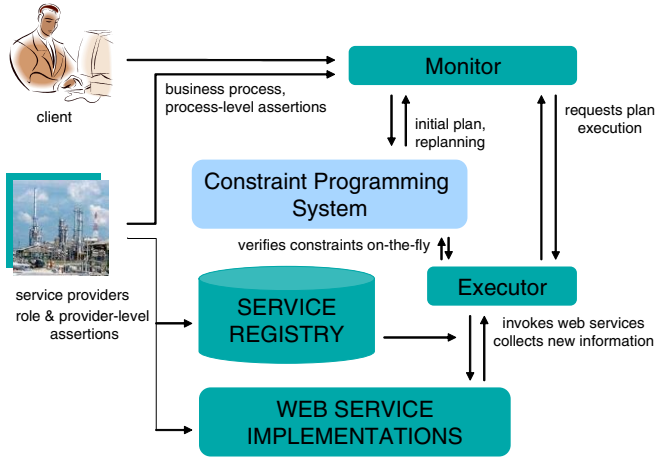 Monitor
client
business process,
process-level assertions
requests plan
execution
initial plan,
replanning
Constraint Programming
System
verifies constraints on-the-fly
service providers
role & provider-level
assertions
SERVICE
REGISTRY
Executor
invokes web services
collects new information
WEB SERVICE
IMPLEMENTATIONS